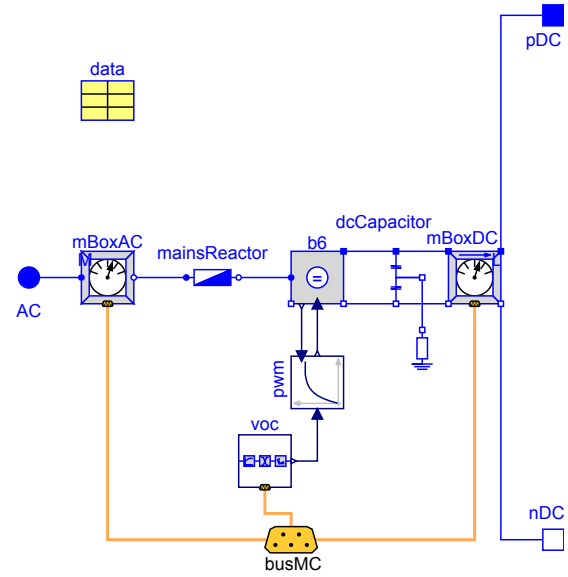 pDC
data
mBoxAC
M
mainsReactor
b6
=
dcCapacitor
mBoxDC
L
AC
pwm
voc
nDC
busMC